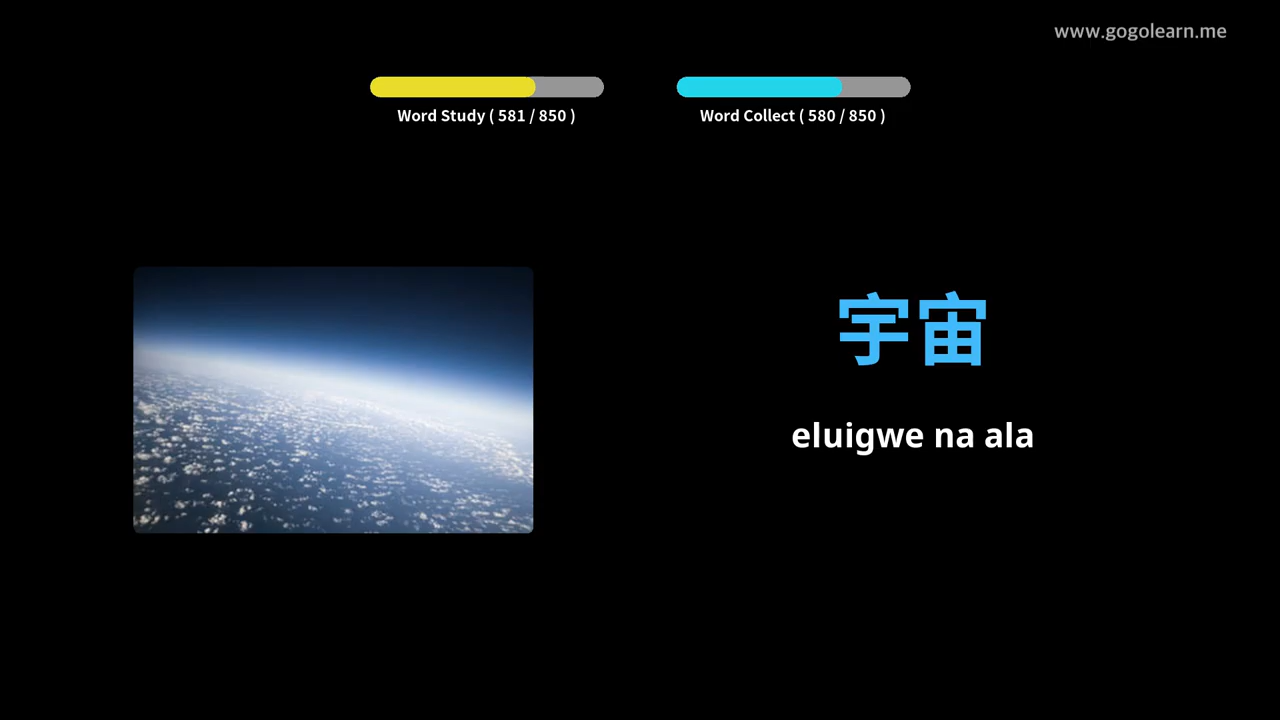 www.gogolearn.me
Word Study ( 581 / 850 )
Word Collect ( 580 / 850 )
宇宙
eluigwe na ala